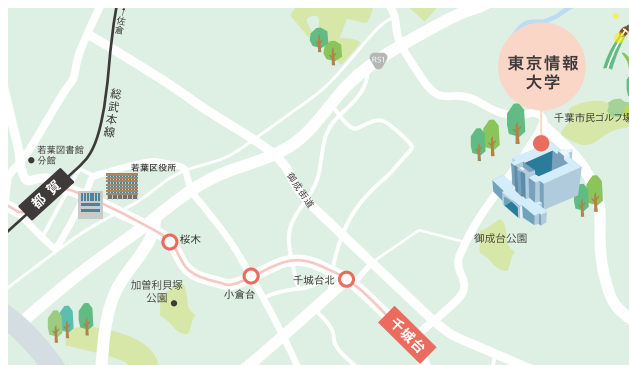 佐倉
総武本線
R51
東京情報
大学
千葉市民ゴルフ場
若葉図書館
分館
若葉区役所
都賀
御成街道
桜木
御成台公園
加曽利貝塚
公園
小倉台
千城台北
千城台